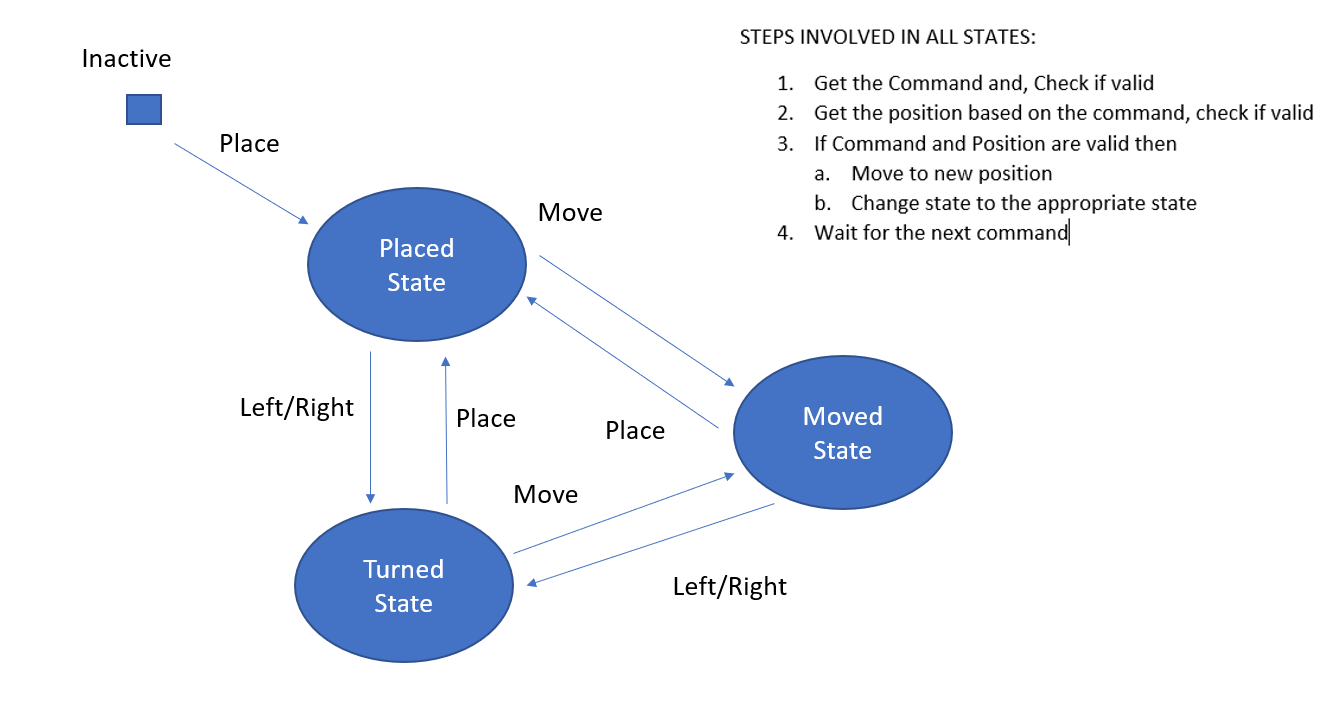 STEPS INVOLVED IN ALL STATES:
1. Get the Command and, Check if valid
2. Get the position based on the command, check if valid
3. If Command and Position are valid then
a. Move to new position
b. Change state to the appropriate state
4. Wait for the next command
Inactive
Place
Placed
State
Move
Left/Right
Place
Place
Moved
State
Move
Turned
State
Left/Right